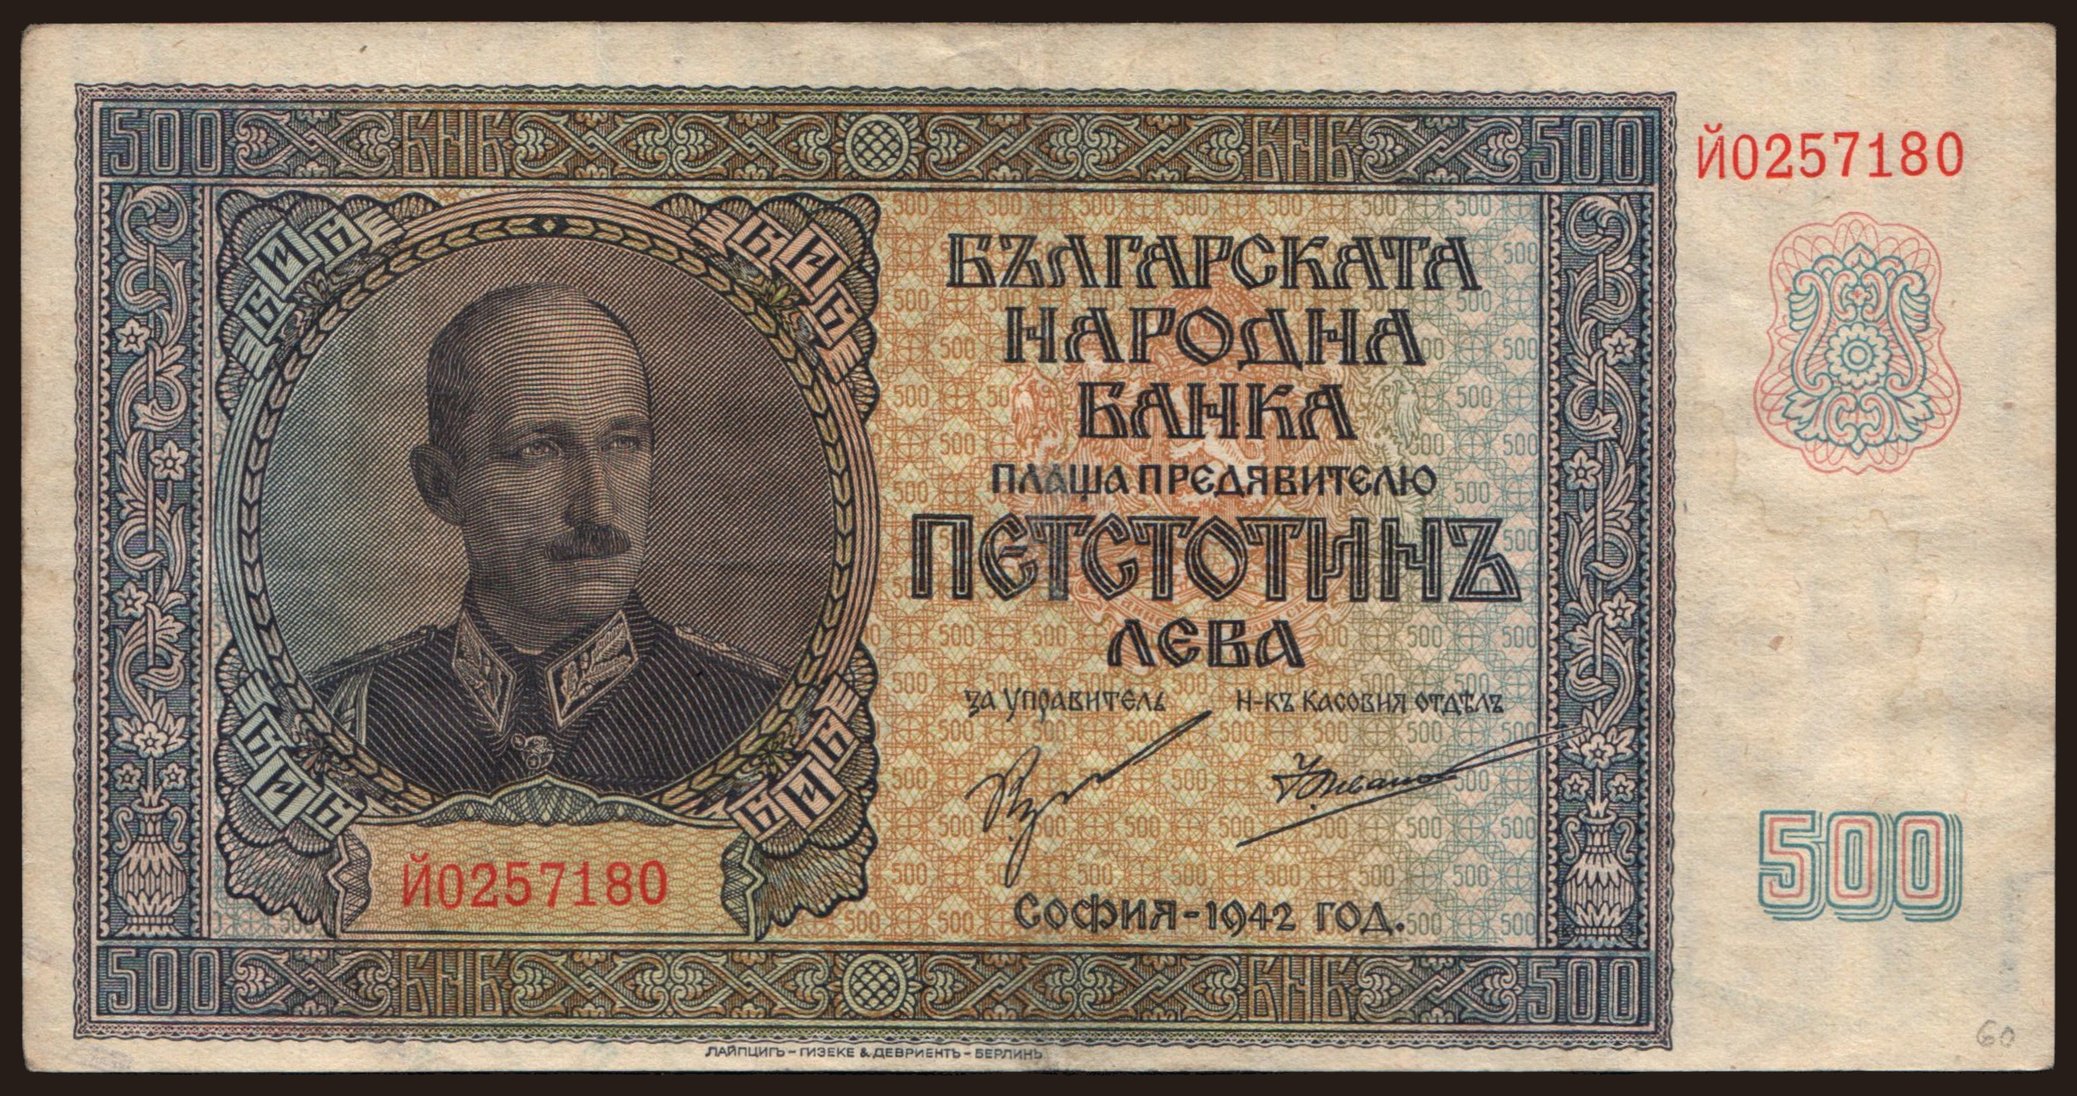 500 БНБ БНБ 500
Й0257180
БЪЛГАРСКАТА
НАРОДНА
БАНКА
ПЛАЩА ПРЕДЯВИТЕЛЮ
ПЕТСТОТИНЪ
ЛЕВА
ЗА УПРАВИТЕЛЬ Н-КЪ КАСОВИЯ ОТДѢЛЪ
Й0257180
СОФИЯ-1942 ГОД.
500
500 БНБ БНБ 500
ЛАЙПЦИГЪ-ГИЗЕКЕ & ДЕВРИЕНТЪ-БЕРЛИНЪ
60